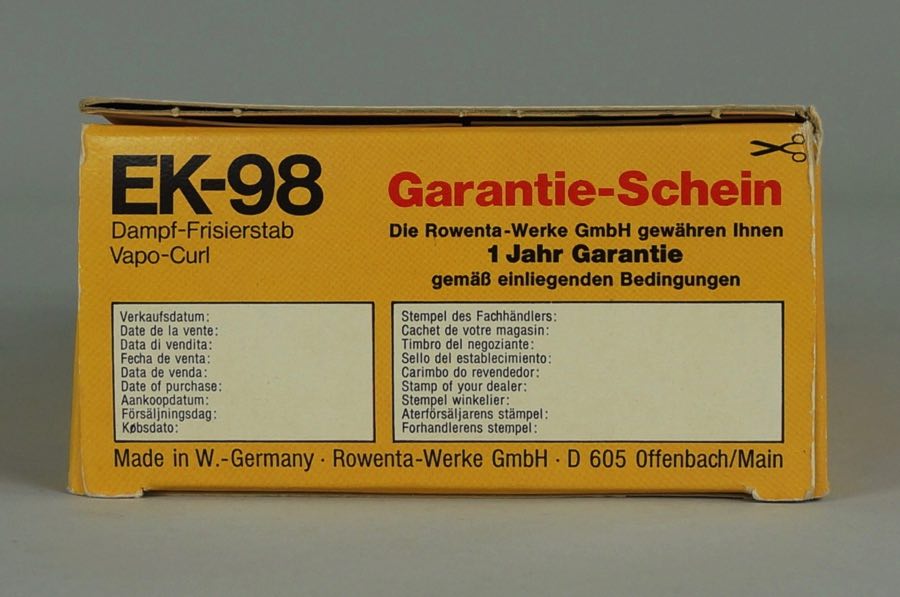 EK-98
Dampf-Frisierstab
Vapo-Curl
Garantie-Schein
Die Rowenta-Werke GmbH gewähren Ihnen
1 Jahr Garantie
gemäß einliegenden Bedingungen
Verkaufsdatum:
Date de la vente:
Data di vendita:
Fecha de venta:
Data de venda:
Date of purchase:
Aankoopdatum:
Försäljningsdag:
Købsdato:
Stempel des Fachhändlers:
Cachet de votre magasin:
Timbro del negoziante:
Sello del establecimiento:
Carimbo do revendedor:
Stamp of your dealer:
Stempel winkelier:
Aterförsäljarens stämpel:
Forhandlerens stempel:
Made in W.-Germany · Rowenta-Werke GmbH · D 605 Offenbach/Main